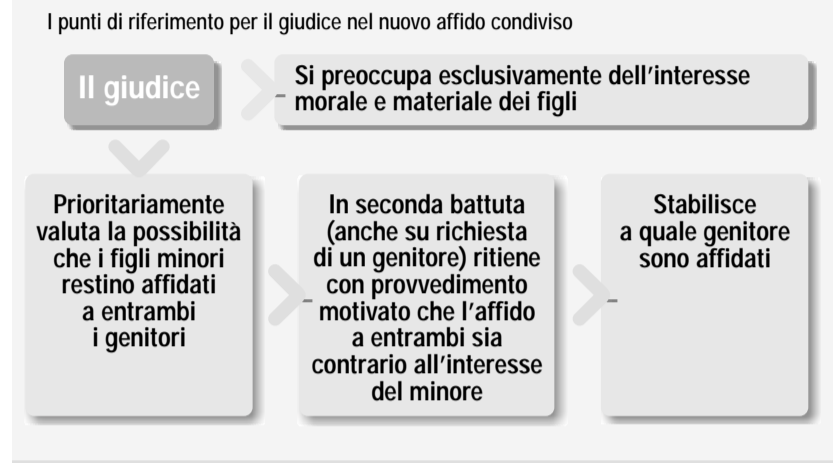 I punti di riferimento per il giudice nel nuovo affido condiviso
Il giudice
Si preoccupa esclusivamente dell'interesse
morale e materiale dei figli
Prioritariamente
valuta la possibilità
che i figli minori
restino affidati
a entrambi
i genitori
In seconda battuta
(anche su richiesta
di un genitore) ritiene
con provvedimento
motivato che l'affido
a entrambi sia
contrario all'interesse
del minore
Stabilisce
a quale genitore
sono affidati